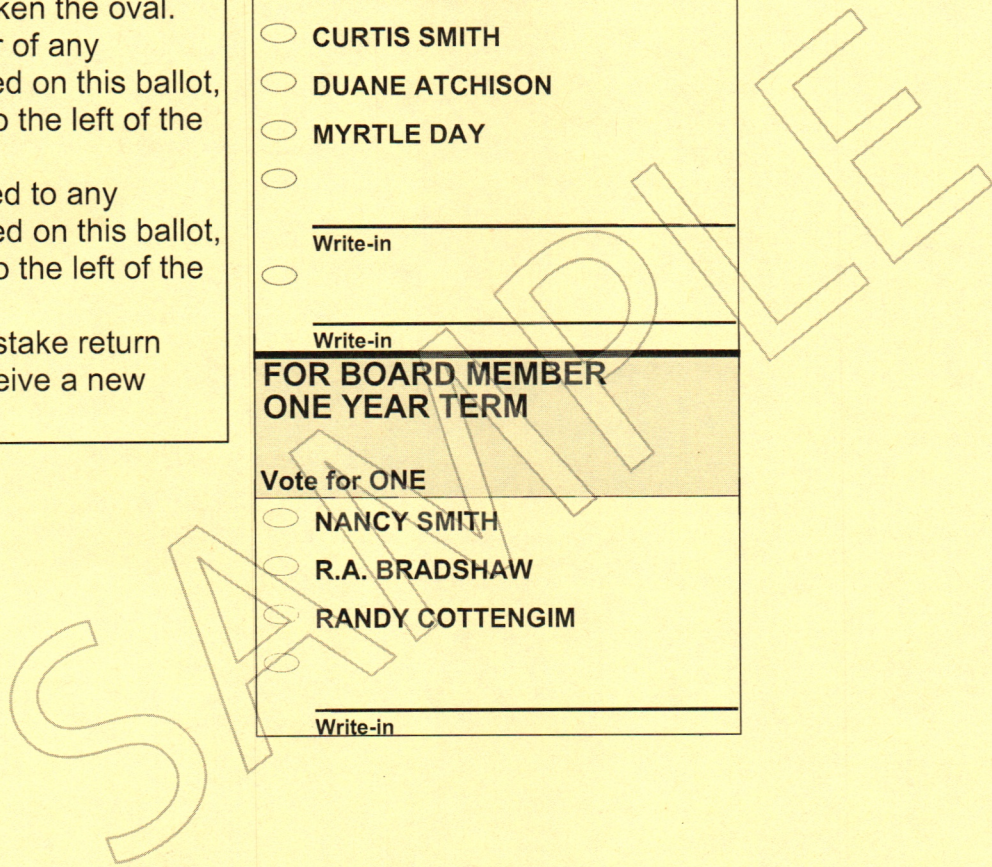 ken the oval.
r of any
ed on this ballot,
o the left of the
ed to any
ed on this ballot,
o the left of the
stake return
eive a new
CURTIS SMITH
DUANE ATCHISON
MYRTLE DAY
Write-in
Write-in
FOR BOARD MEMBER
ONE YEAR TERM
Vote for ONE
NANCY SMITH
R.A. BRADSHAW
RANDY COTTENGIM
Write-in
SAMPLE